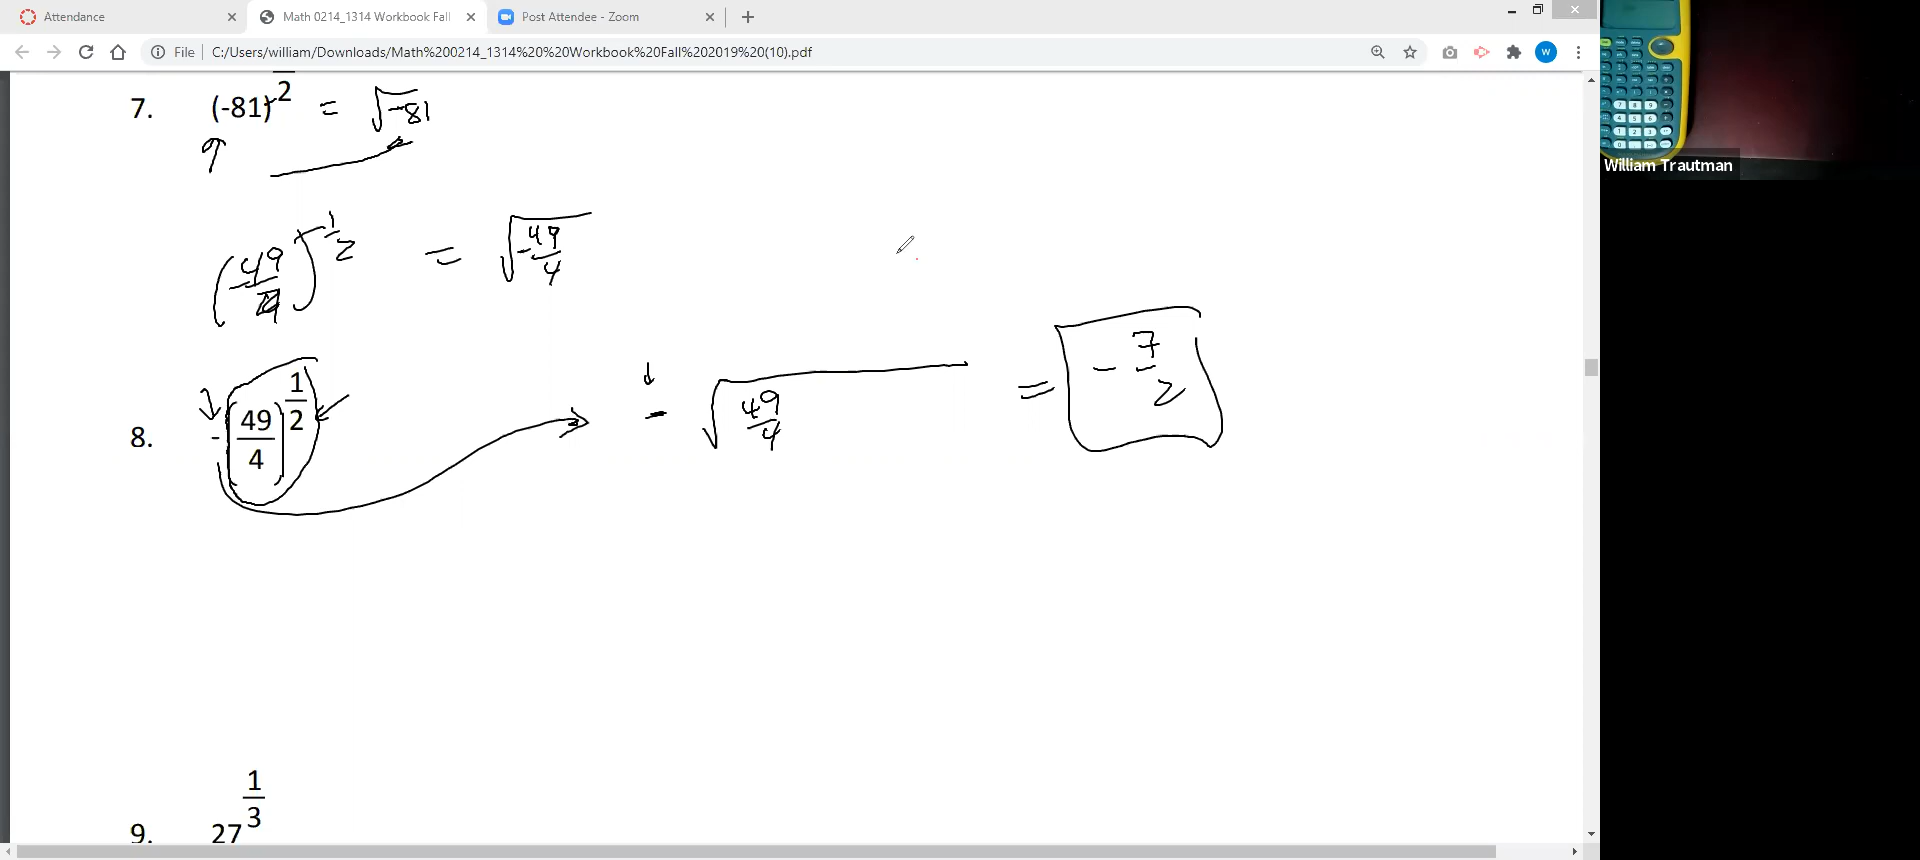 Attendance
Math 0214_1314 Workbook Fall
Post Attendee - Zoom
File
C:/Users/william/Downloads/Math%200214_1314%20%20Workbook%20Fall%202019%20(10).pdf
W
William Trautman
7. (-81)^2 = √-81
(-49/4)^1/2 = √-49/4
8. -(49/4)^1/2 - √49/4 = - 7/2
9. 27^1/3